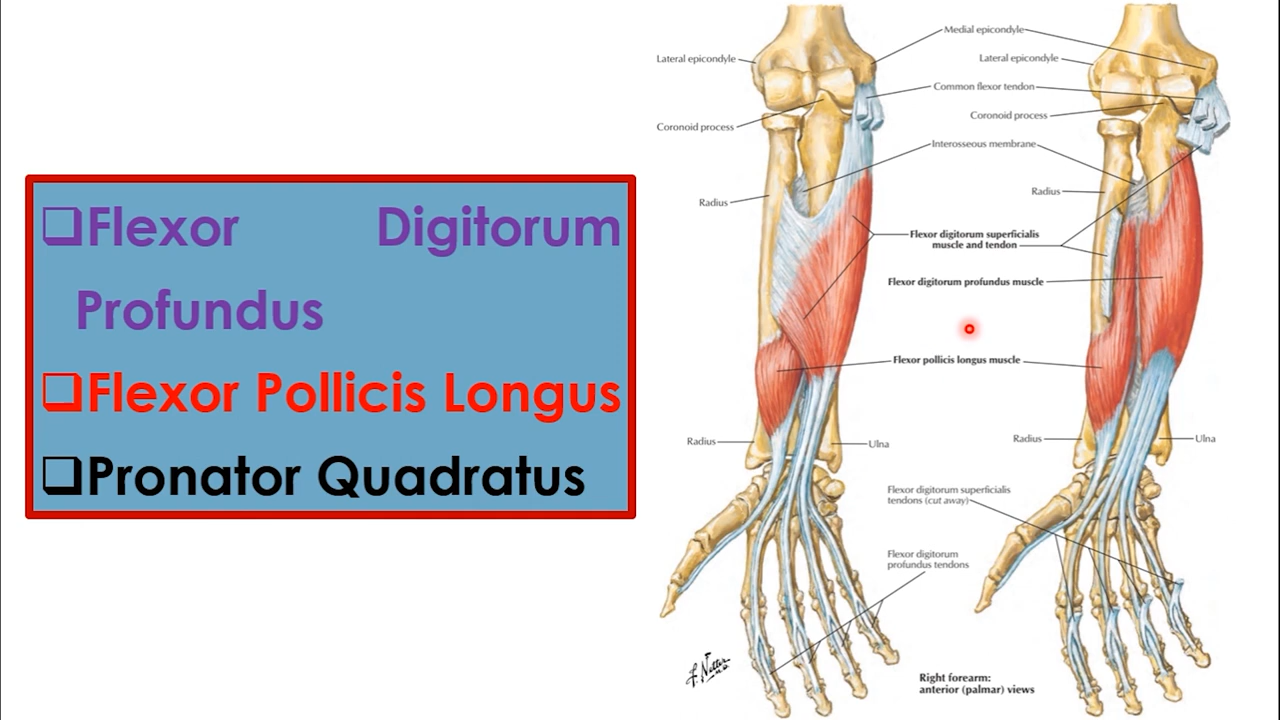 Flexor Digitorum
Profundus
Flexor Pollicis Longus
Pronator Quadratus
Medial epicondyle
Lateral epicondyle
Lateral epicondyle
Common flexor tendon
Coronoid process
Coronoid process
Interosseous membrane
Radius
Radius
Flexor digitorum superficialis
muscle and tendon
Flexor digitorum profundus muscle
Flexor pollicis longus muscle
Radius
Ulna
Radius
Ulna
Flexor digitorum superficialis
tendons (cut away)
Flexor digitorum
profundus tendons
F. Netter
M.D.
Right forearm:
anterior (palmar) views